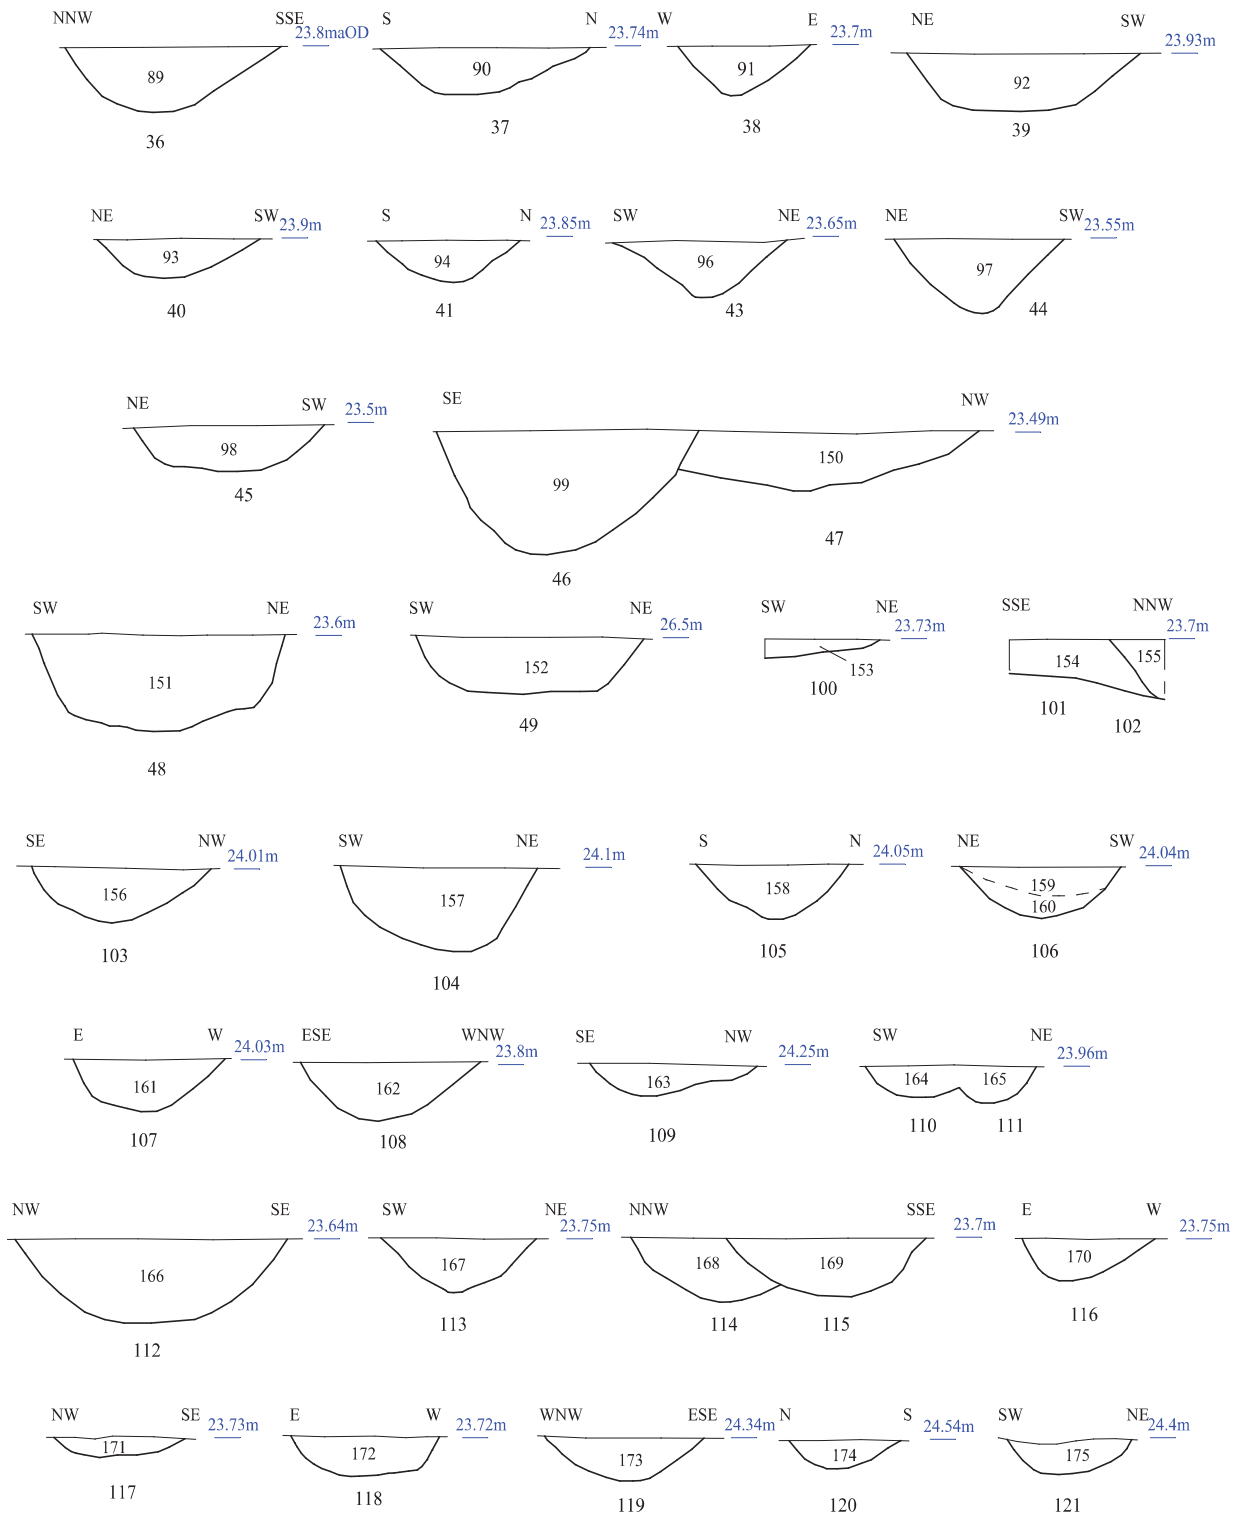 NNW SSE 23.8maOD S N 23.74m W E 23.7m NE SW 23.93m
89 90 91 92
36 37 38 39
NE SW 23.9m S N 23.85m SW NE 23.65m NE SW 23.55m
93 94 96 97
40 41 43 44
NE SW 23.5m SE NW 23.49m
98 99 150
45 46 47
SW NE 23.6m SW NE 26.5m SW NE 23.73m SSE NNW 23.7m
151 152 153 154 155
48 49 100 101 102
SE NW 24.01m SW NE 24.1m S N 24.05m NE SW 24.04m
156 157 158 159
160
103 104 105 106
E W 24.03m ESE WNW 23.8m SE NW 24.25m SW NE 23.96m
161 162 163 164 165
107 108 109 110 111
NW SE 23.64m SW NE 23.75m NNW SSE 23.7m E W 23.75m
166 167 168 169 170
112 113 114 115 116
NW SE 23.73m E W 23.72m WNW ESE 24.34m N S 24.54m SW NE 24.4m
171 172 173 174 175
117 118 119 120 121